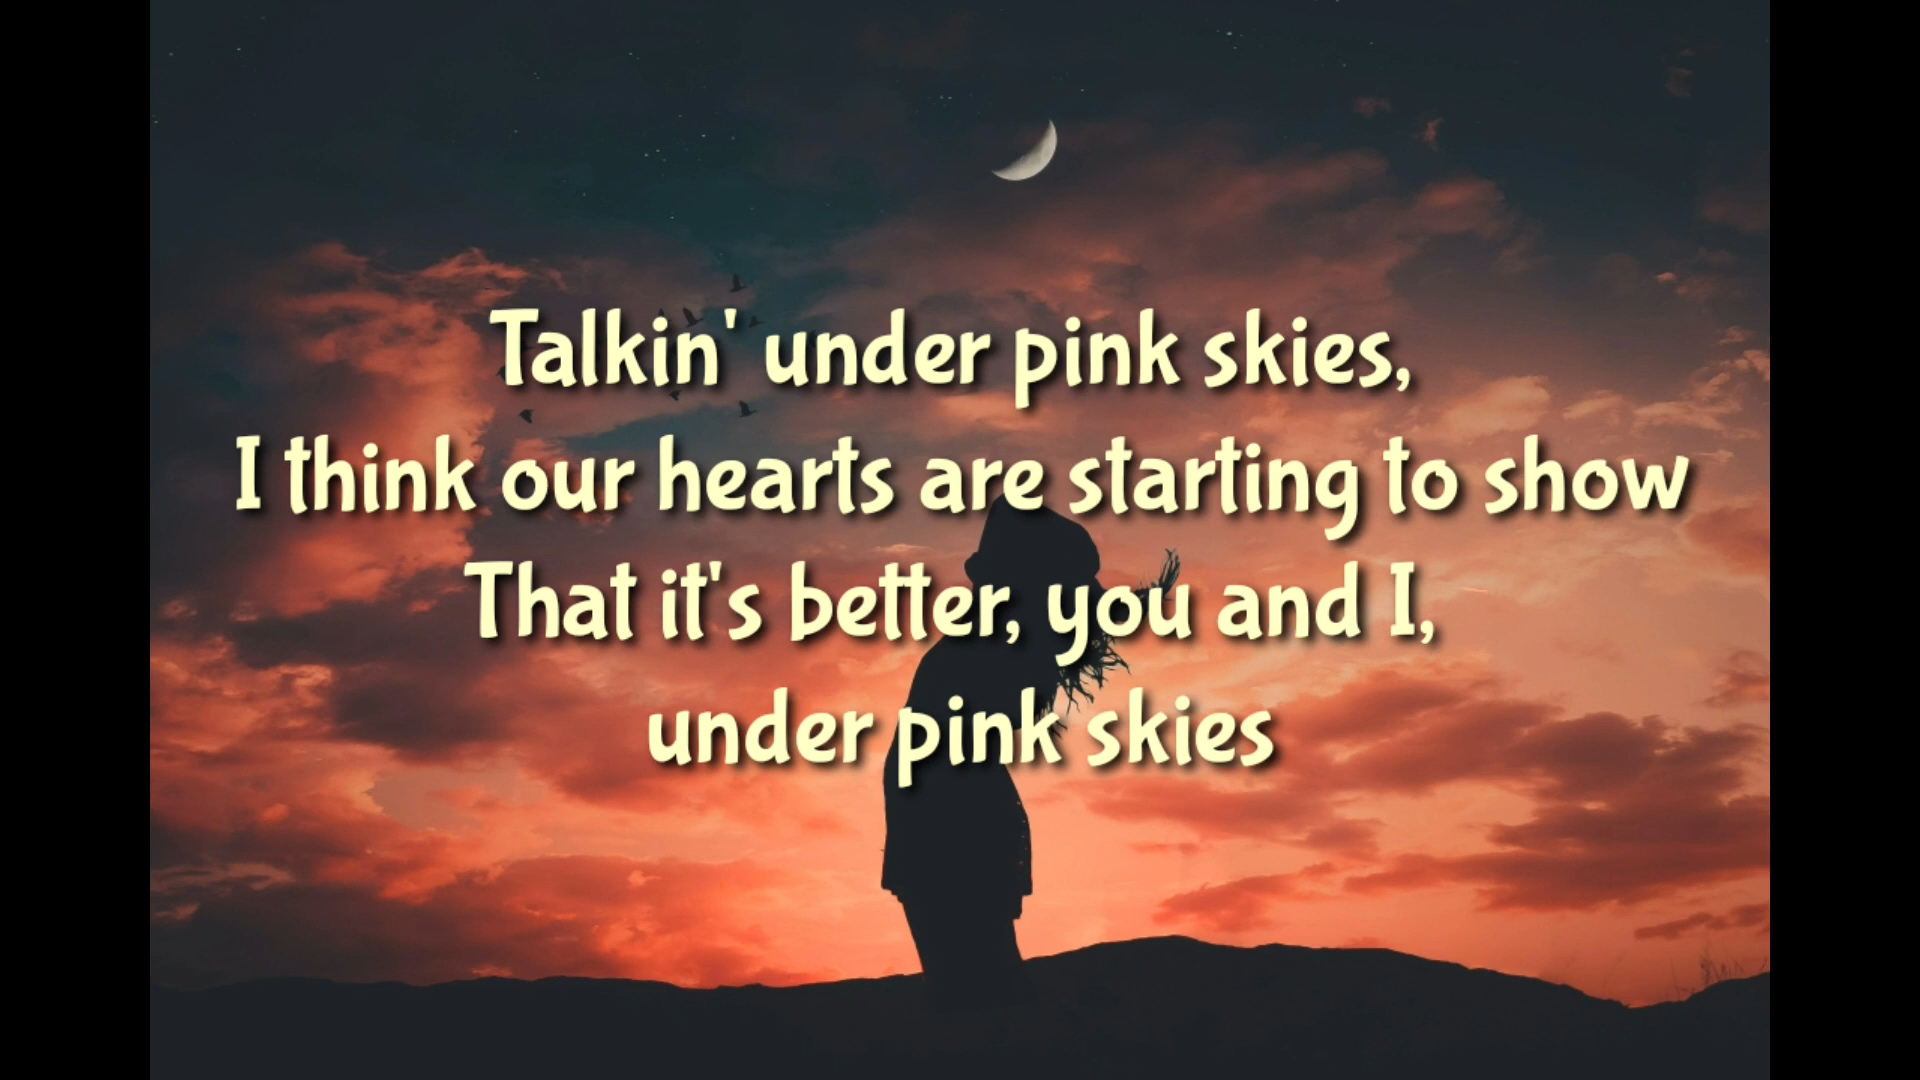 Talkin' under pink skies,
I think our hearts are starting to show
That it's better, you and I,
under pink skies